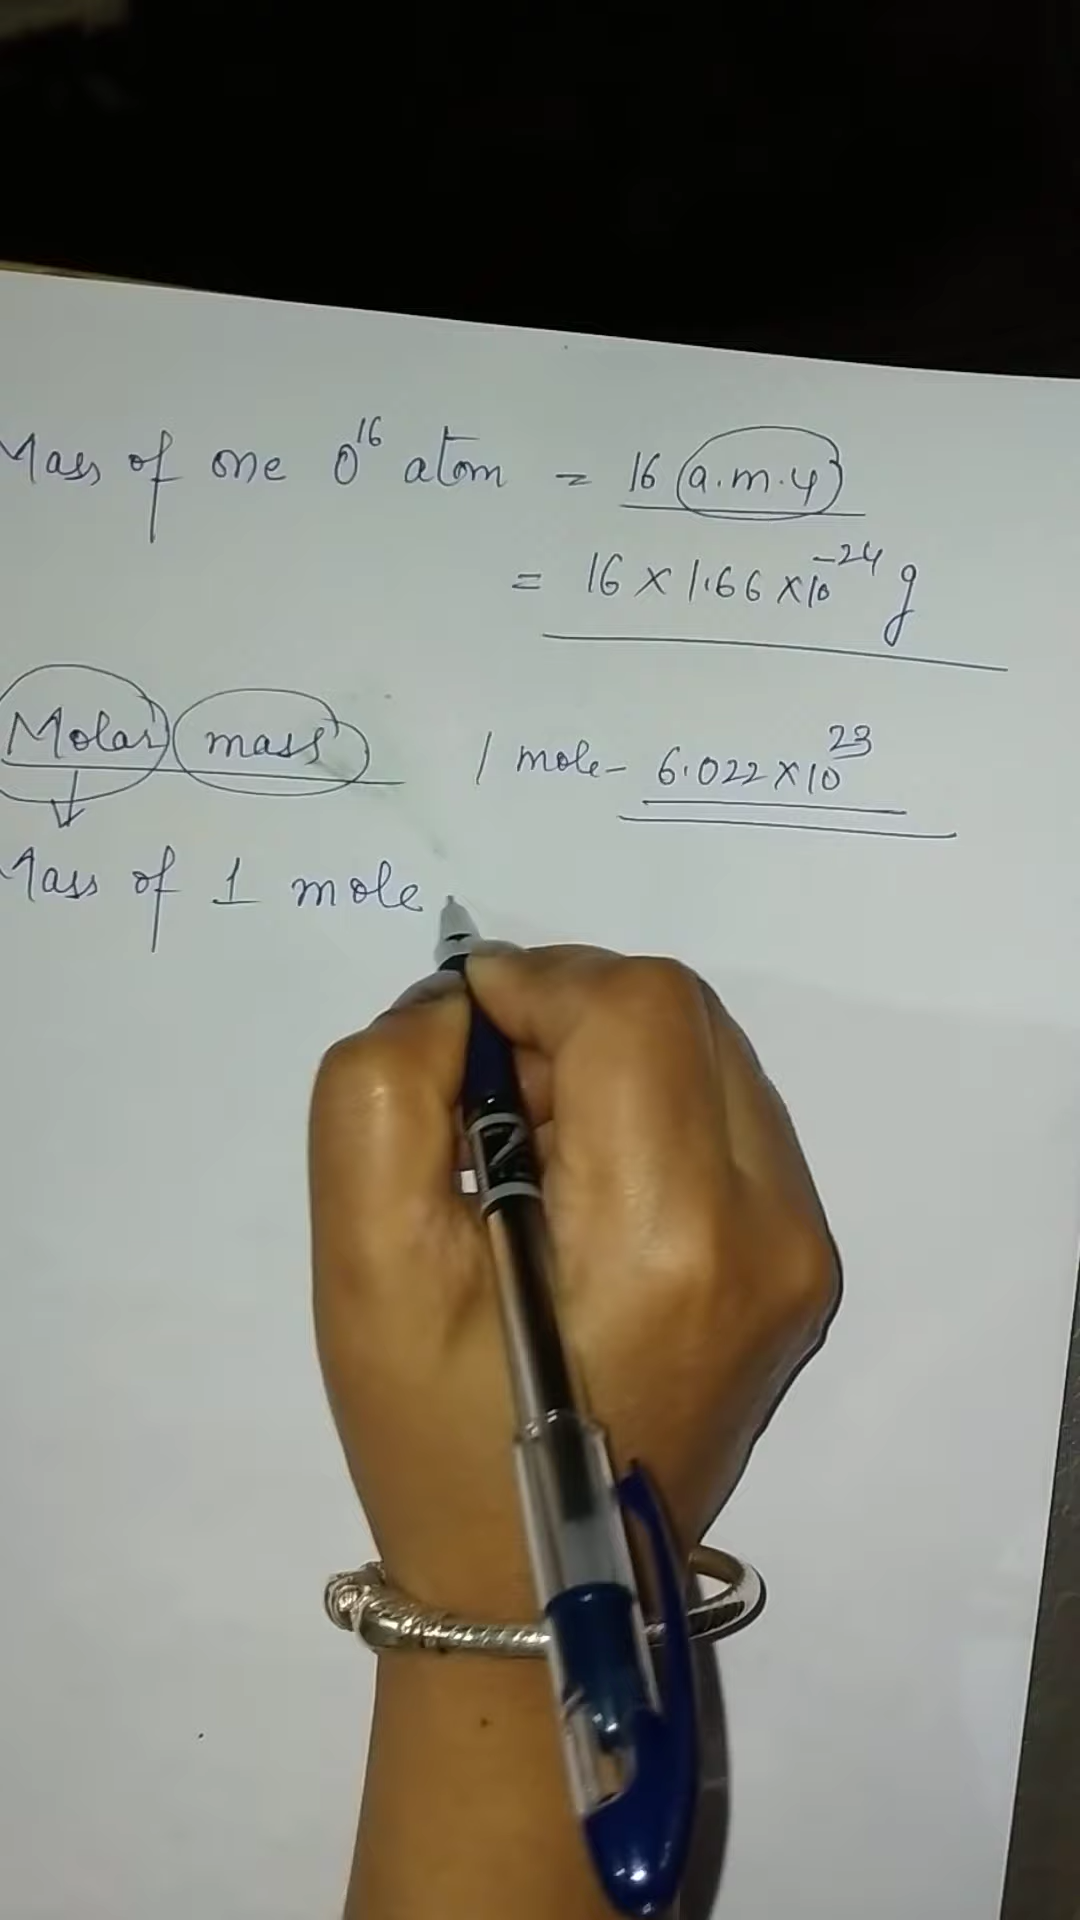 Mass of one O¹⁶ atom = 16 a.m.u
= 16 × 1.66 × 10⁻²⁴ g
Molar mass 1 mole - 6.022 × 10²³
Mass of 1 mole